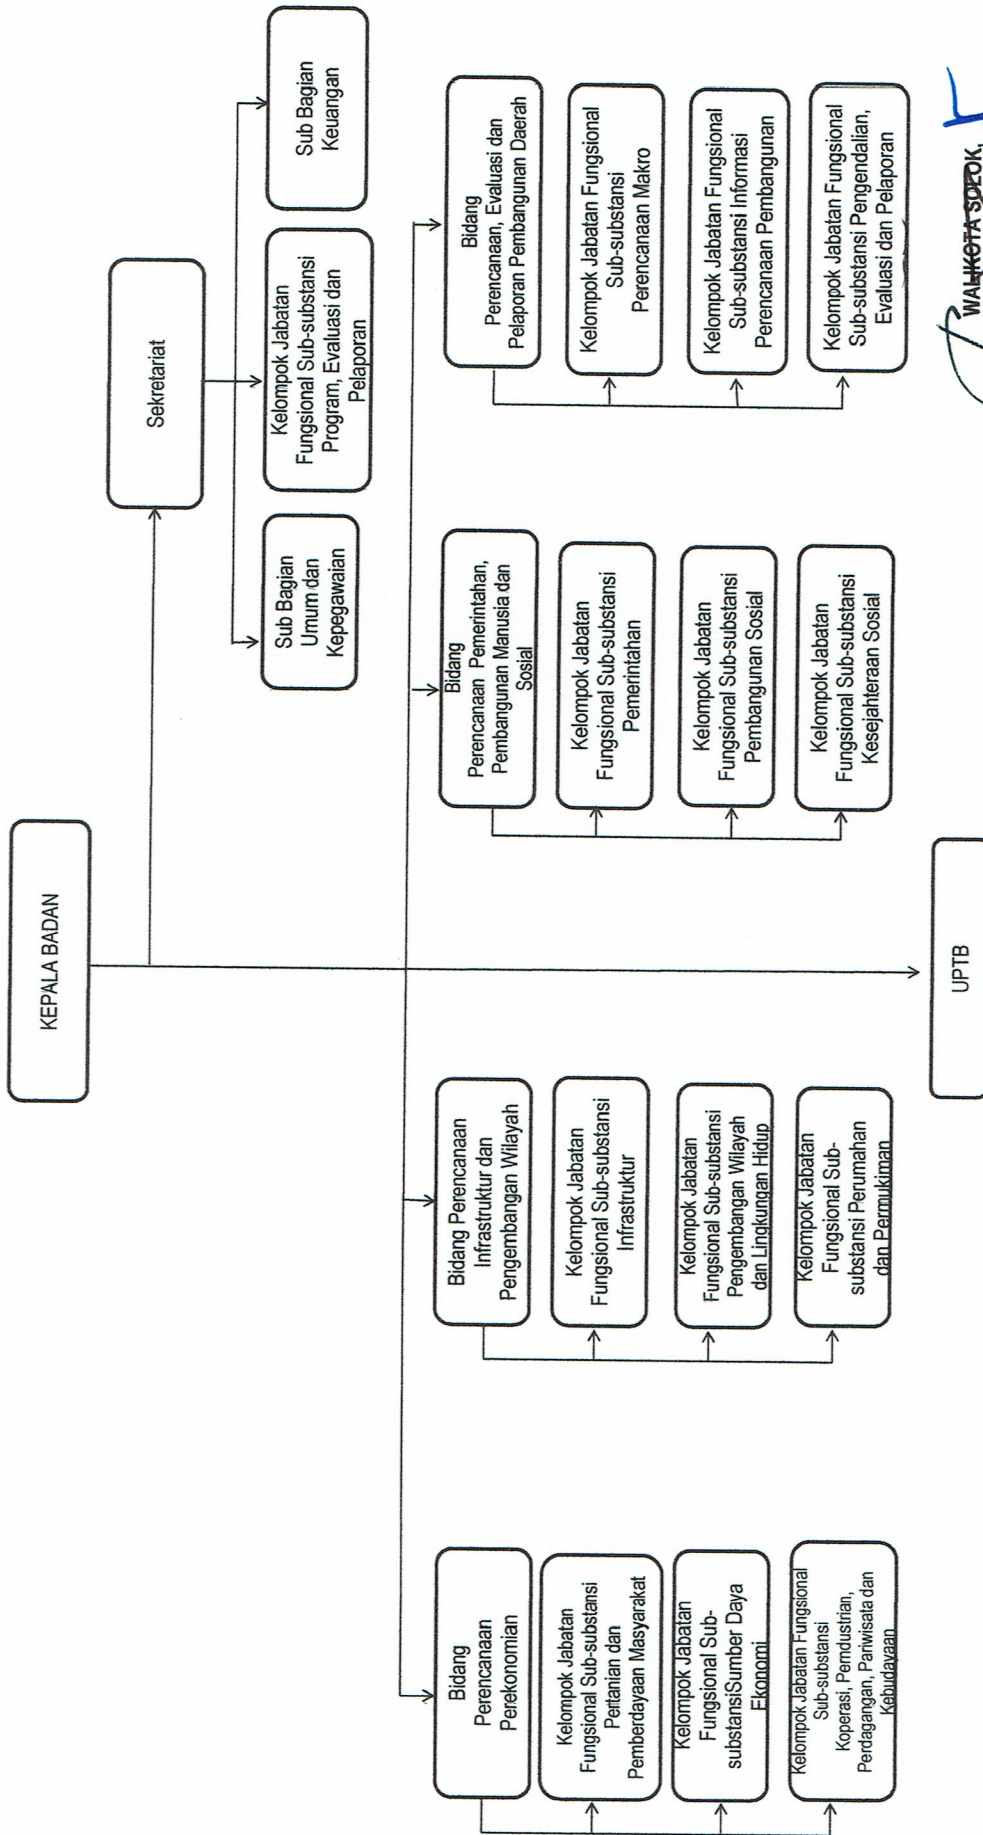 KEPALA BADAN
Sekretariat
Sub Bagian
Umum dan
Kepegawaian
Kelompok Jabatan
Fungsional Sub-substansi
Program, Evaluasi dan
Pelaporan
Sub Bagian
Keuangan
Bidang
Perencanaan
Perekonomian
Kelompok Jabatan
Fungsional Sub-substansi
Pertanian dan
Pemberdayaan Masyarakat
Kelompok Jabatan
Fungsional Sub-
substansiSumber Daya
Ekonomi
Kelompok Jabatan Fungsional
Sub-substansi
Koperasi, Perndustrian,
Perdagangan, Pariwisata dan
Kebudayaan
Bidang Perencanaan
Infrastruktur dan
Pengembangan Wilayah
Kelompok Jabatan
Fungsional Sub-substansi
Infrastruktur
Kelompok Jabatan
Fungsional Sub-substansi
Pengembangan Wilayah
dan Lingkungan Hidup
Kelompok Jabatan
Fungsional Sub-
substansi Perumahan
dan Permukiman
Bidang
Perencanaan Pemerintahan,
Pembangunan Manusia dan
Sosial
Kelompok Jabatan
Fungsional Sub-substansi
Pemerintahan
Kelompok Jabatan
Fungsional Sub-substansi
Pembangunan Sosial
Kelompok Jabatan
Fungsional Sub-substansi
Kesejahteraan Sosial
Bidang
Perencanaan, Evaluasi dan
Pelaporan Pembangunan Daerah
Kelompok Jabatan Fungsional
Sub-substansi
Perencanaan Makro
Kelompok Jabatan Fungsional
Sub-substansi Informasi
Perencanaan Pembangunan
Kelompok Jabatan Fungsional
Sub-substansi Pengendalian,
Evaluasi dan Pelaporan
UPTB
WALIKOTA SOLOK,